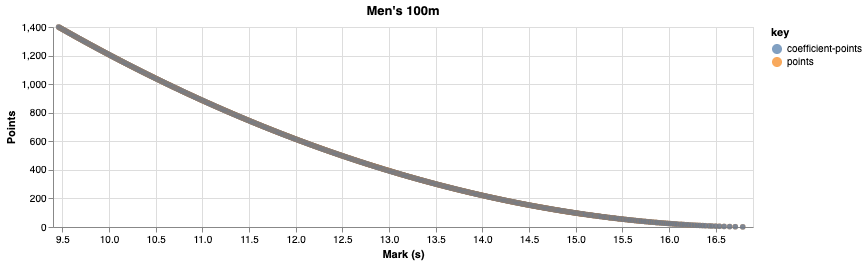 Men's 100m
key
coefficient-points
points
1,400
1,200
1,000
800
600
400
200
0
Points
9.5 10.0 10.5 11.0 11.5 12.0 12.5 13.0 13.5 14.0 14.5 15.0 15.5 16.0 16.5
Mark (s)